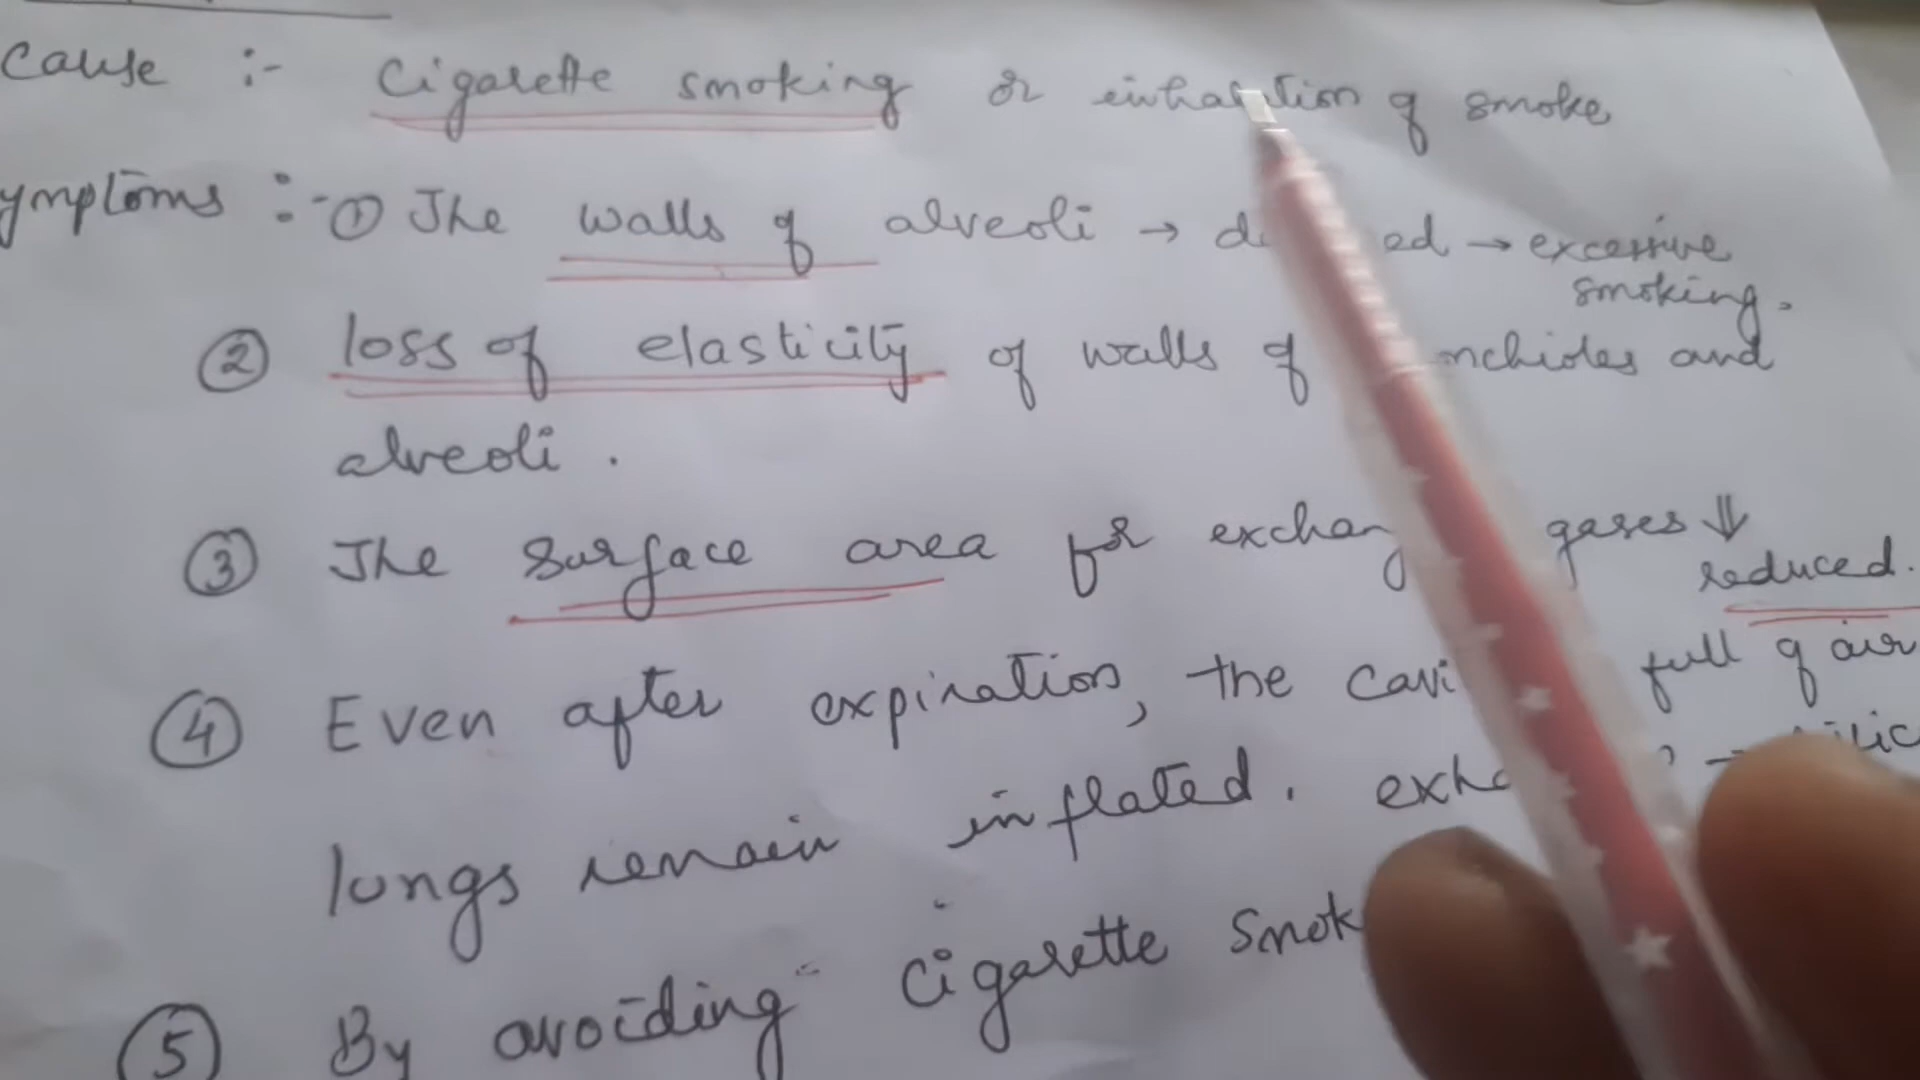 Cause :- Cigarette smoking or inhalation of smoke
ymptoms :- ① The walls of alveoli → d ed → excessive
smoking.
② loss of elasticity of walls of nchioles and
alveoli .
③ The surface area for exchan gases ⇓
reduced.
④ Even after expiration, the cavi full of air
lungs remain inflated. exha
⑤ By avoiding cigarette smok